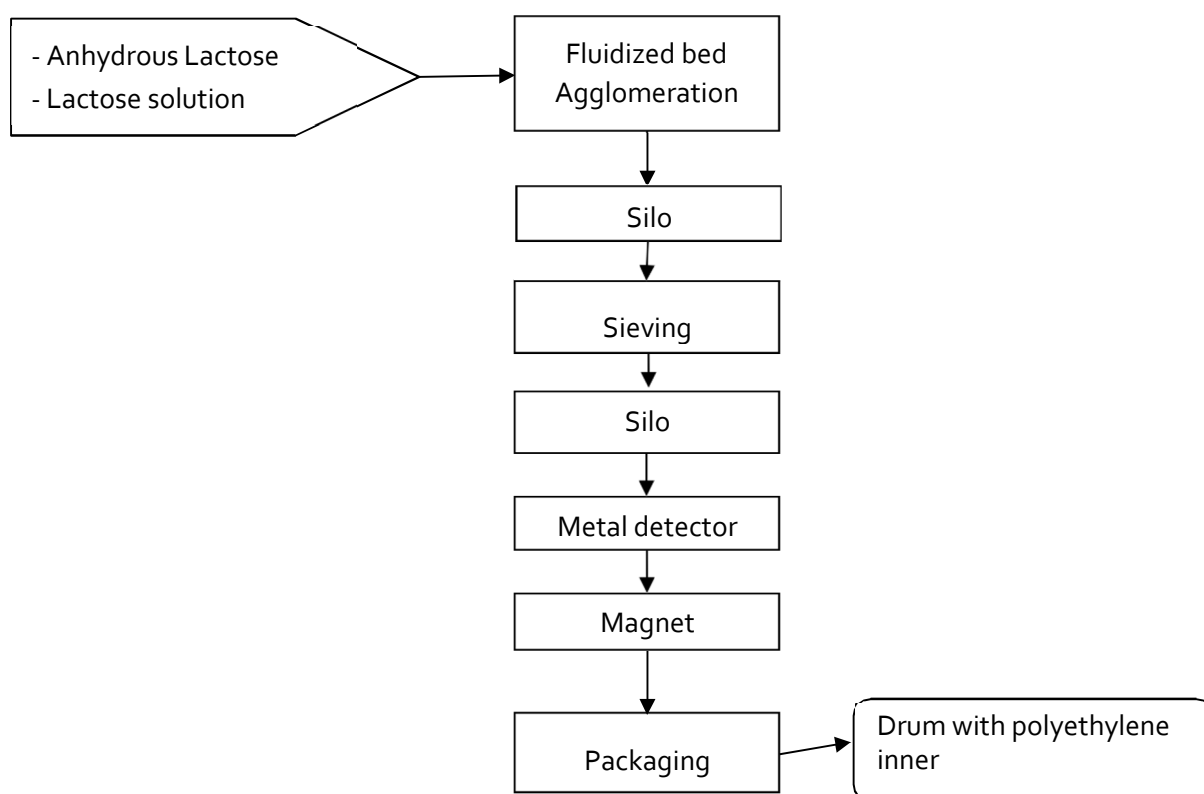 - Anhydrous Lactose
- Lactose solution
Fluidized bed
Agglomeration
Silo
Sieving
Silo
Metal detector
Magnet
Packaging
Drum with polyethylene
inner